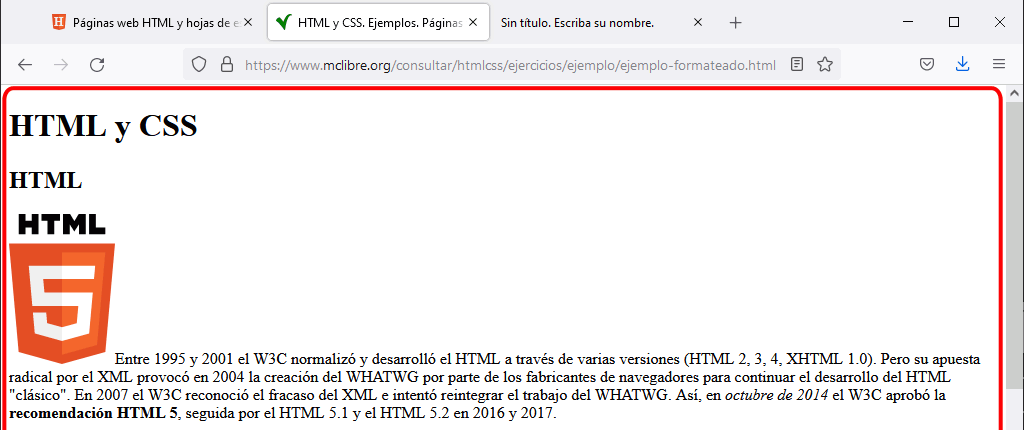 Páginas web HTML y hojas de e
HTML y CSS. Ejemplos. Páginas
Sin título. Escriba su nombre.
https://www.mclibre.org/consultar/htmlcss/ejercicios/ejemplo/ejemplo-formateado.html
HTML y CSS
HTML
HTML
5
Entre 1995 y 2001 el W3C normalizó y desarrolló el HTML a través de varias versiones (HTML 2, 3, 4, XHTML 1.0). Pero su apuesta
radical por el XML provocó en 2004 la creación del WHATWG por parte de los fabricantes de navegadores para continuar el desarrollo del HTML
"clásico". En 2007 el W3C reconoció el fracaso del XML e intentó reintegrar el trabajo del WHATWG. Así, en octubre de 2014 el W3C aprobó la
recomendación HTML 5, seguida por el HTML 5.1 y el HTML 5.2 en 2016 y 2017.